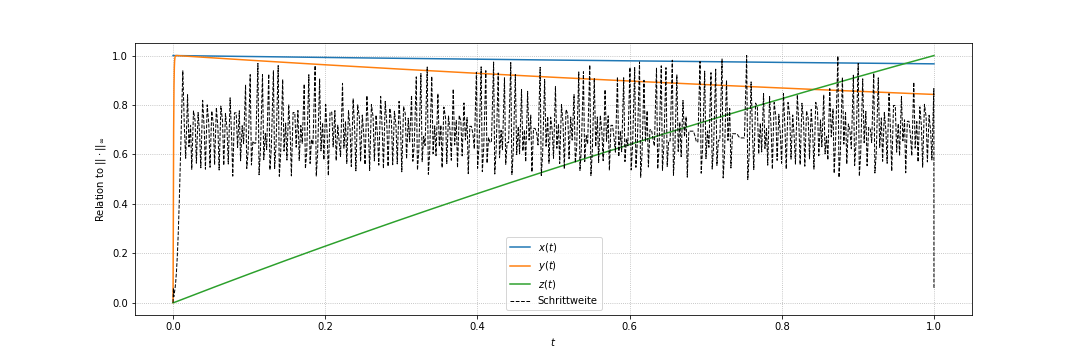 Relation to || · ||∞
1.0
0.8
0.6
0.4
0.2
0.0
x(t)
y(t)
z(t)
Schrittweite
0.0 0.2 0.4 0.6 0.8 1.0
t